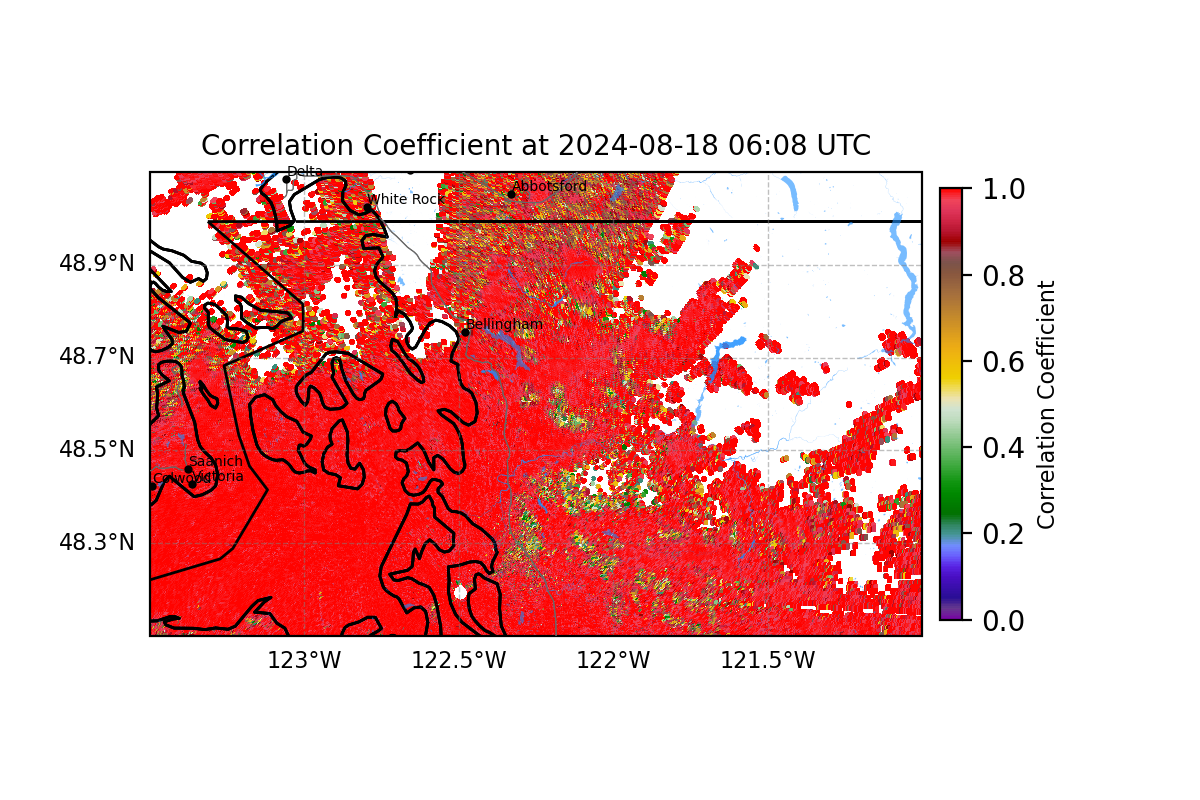 Correlation Coefficient at 2024-08-18 06:08 UTC
Delta
Abbotsford
White Rock
Bellingham
Saanich
Colwood
Victoria
48.9°N
48.7°N
48.5°N
48.3°N
123°W
122.5°W
122°W
121.5°W
1.0
0.8
0.6
0.4
0.2
0.0
Correlation Coefficient